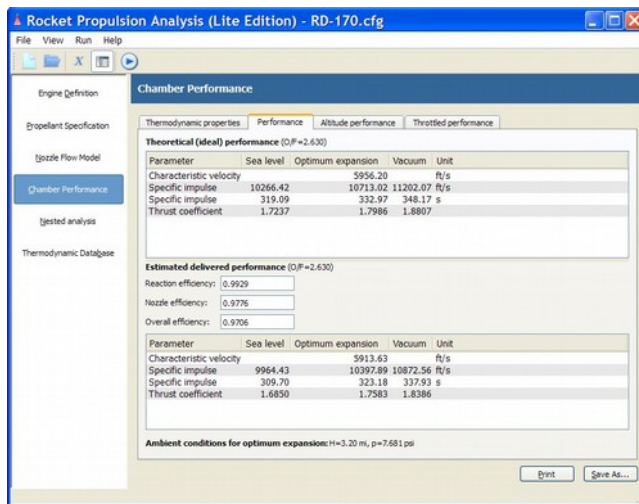 Rocket Propulsion Analysis (Lite Edition) - RD-170.cfg
File View Run Help
Engine Definition
Propellant Specification
Nozzle Flow Model
Chamber Performance
Nested analysis
Thermodynamic Database
Chamber Performance
Thermodynamic properties Performance Altitude performance Throttled performance
Theoretical (ideal) performance (O/F=2.630)
Parameter Sea level Optimum expansion Vacuum Unit
Characteristic velocity 5956.20 ft/s
Specific impulse 10266.42 10713.02 11202.07 ft/s
Specific impulse 319.09 332.97 348.17 s
Thrust coefficient 1.7237 1.7986 1.8807
Estimated delivered performance (O/F=2.630)
Reaction efficiency: 0.9929
Nozzle efficiency: 0.9776
Overall efficiency: 0.9706
Parameter Sea level Optimum expansion Vacuum Unit
Characteristic velocity 5913.63 ft/s
Specific impulse 9964.43 10397.89 10872.56 ft/s
Specific impulse 309.70 323.18 337.93 s
Thrust coefficient 1.6850 1.7583 1.8386
Ambient conditions for optimum expansion: H=3.20 mi, p=7.681 psi
Print Save As...